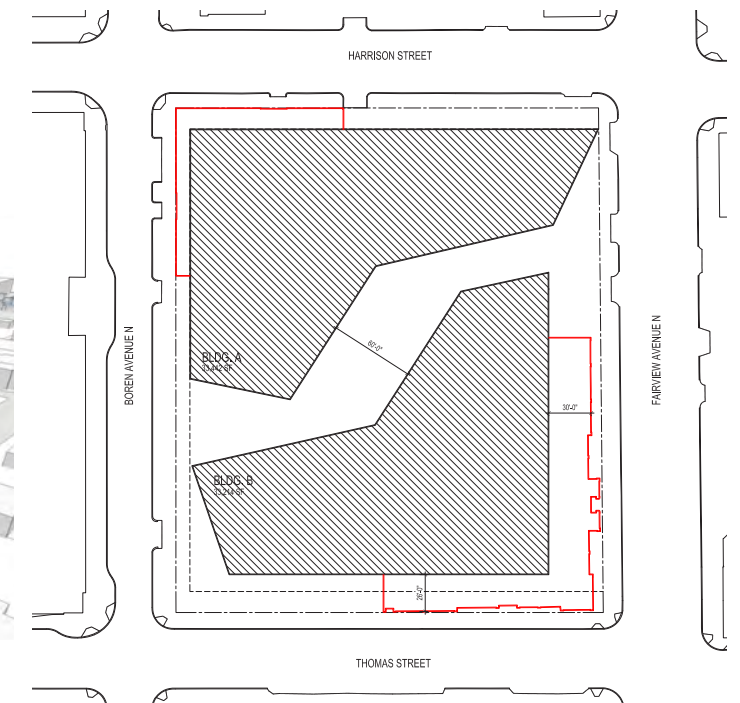 HARRISON STREET
BOREN AVENUE N
FAIRVIEW AVENUE N
60'-0"
BLDG. A
33,442 SF
30'-0"
BLDG. B
33,214 SF
26'-0"
THOMAS STREET